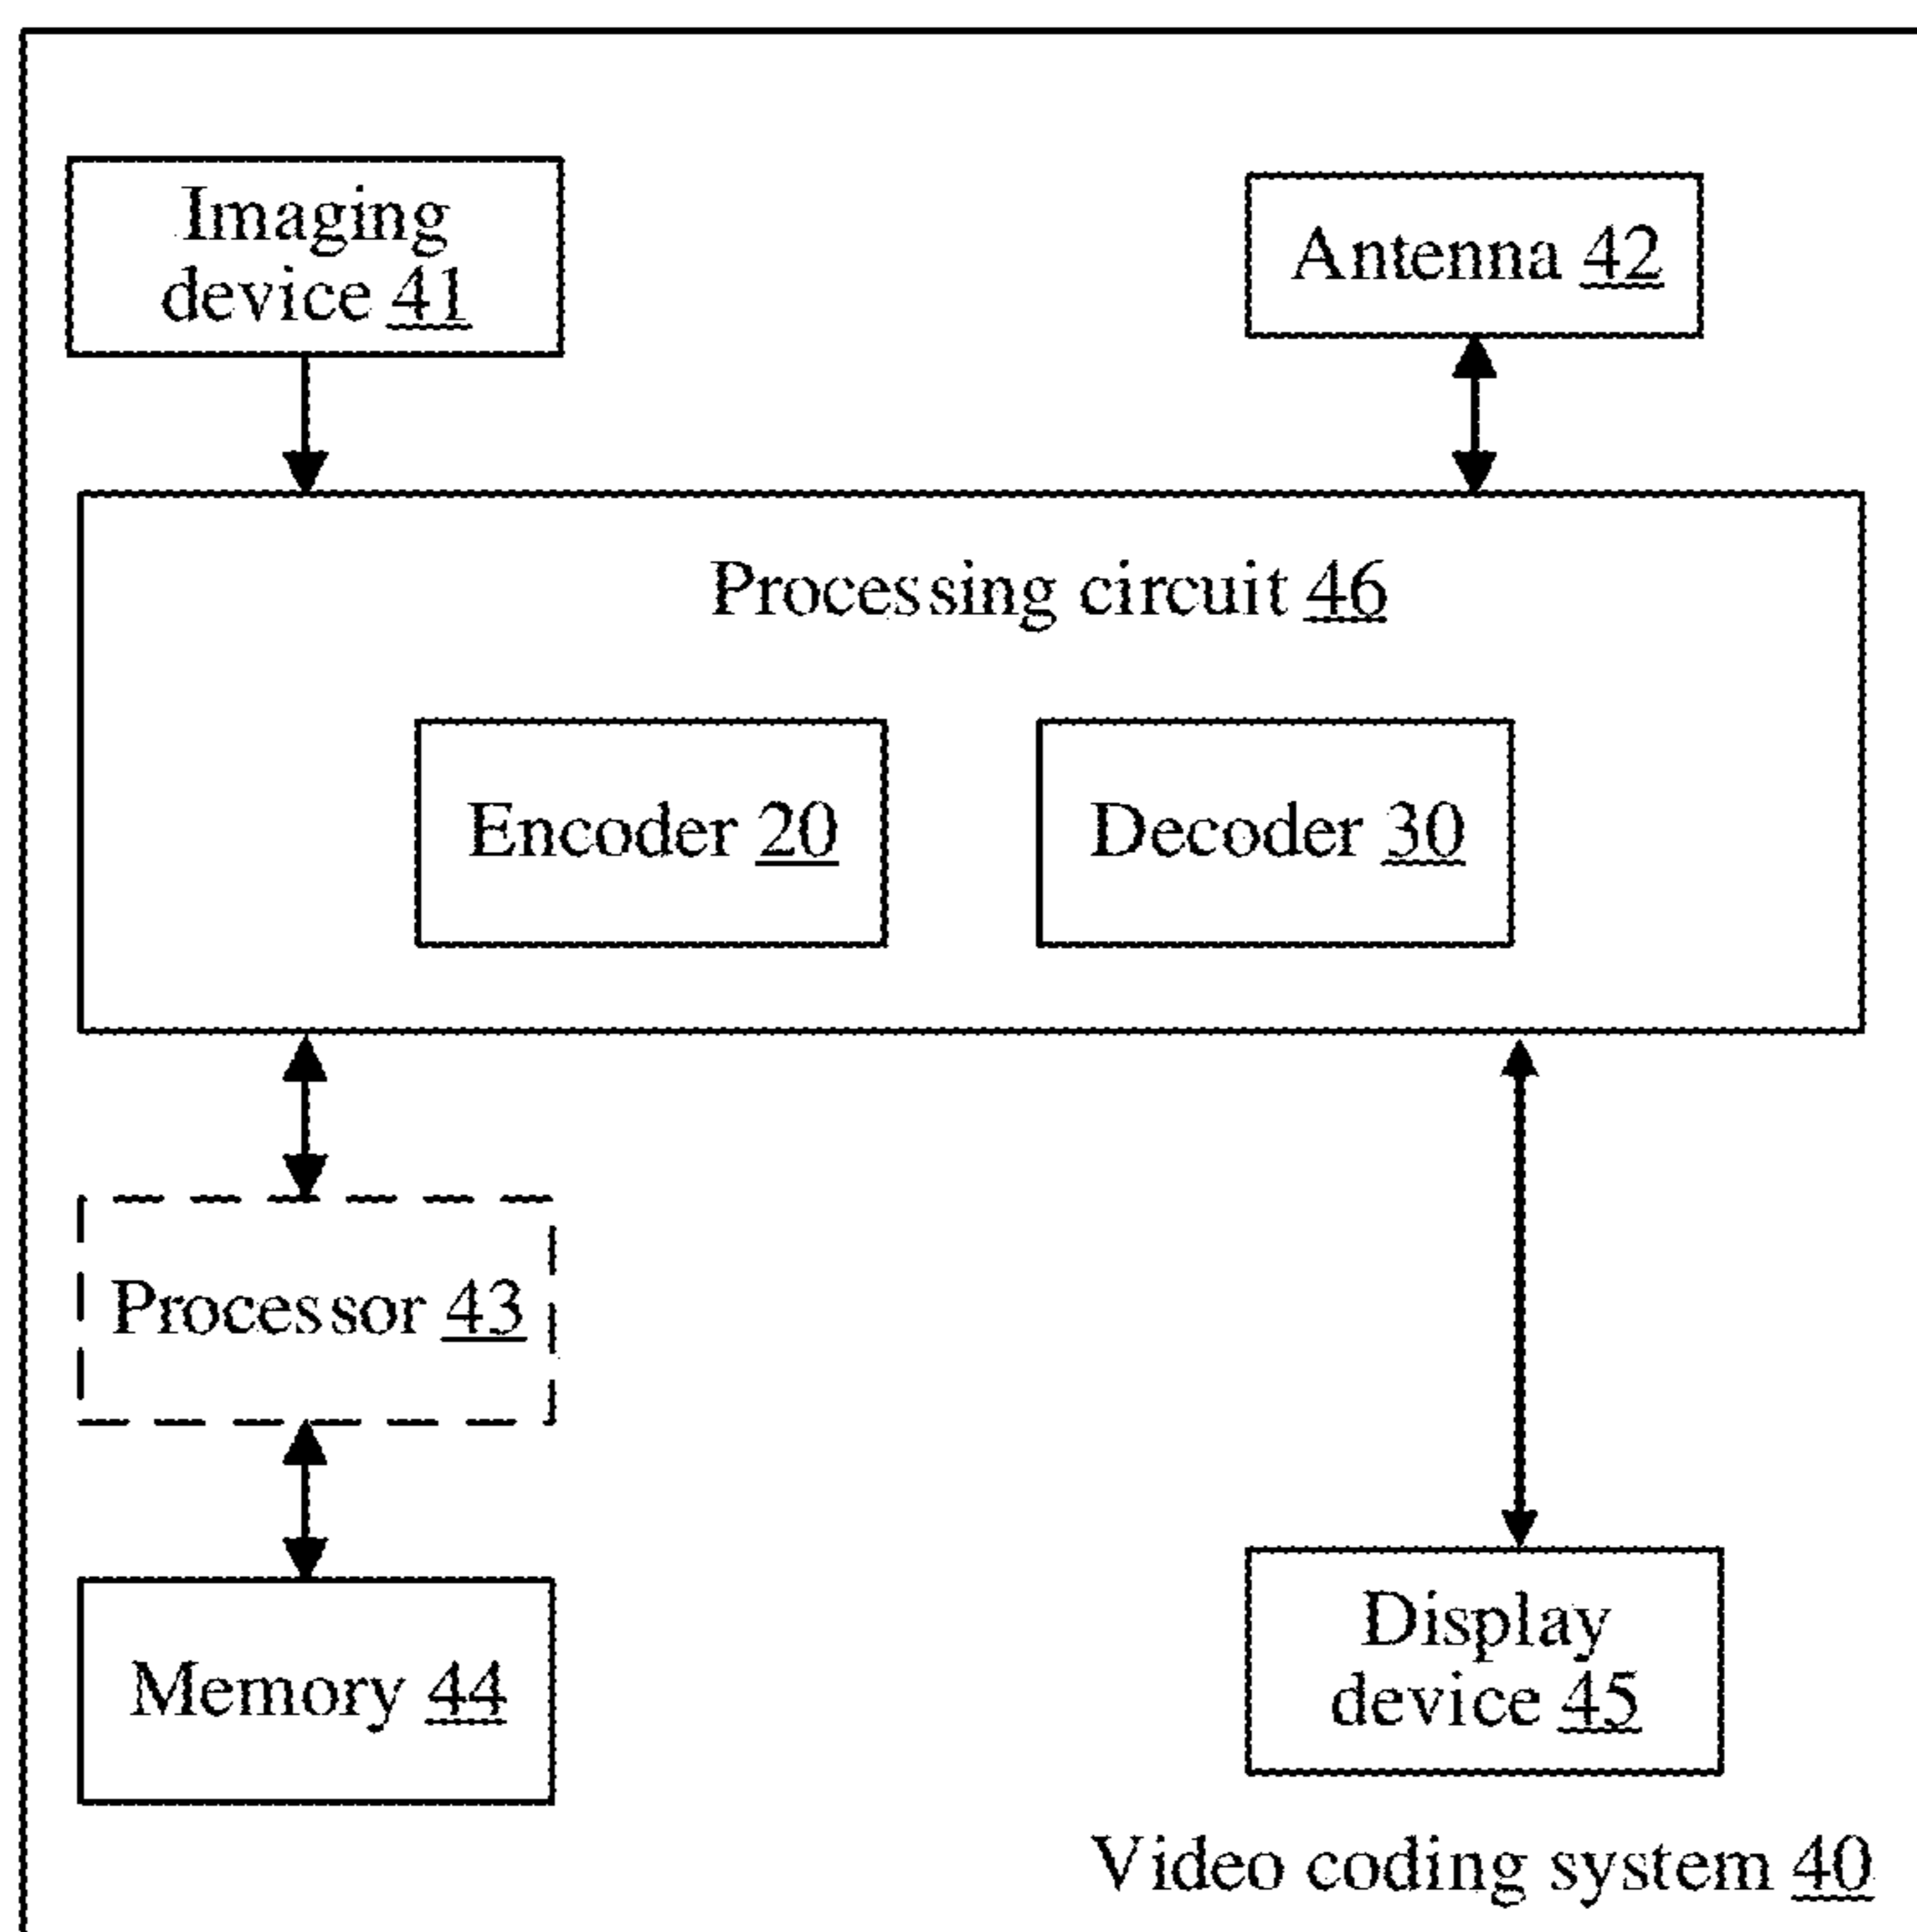 Imaging
device 41
Antenna 42
Processing circuit 46
Encoder 20
Decoder 30
Processor 43
Memory 44
Display
device 45
Video coding system 40